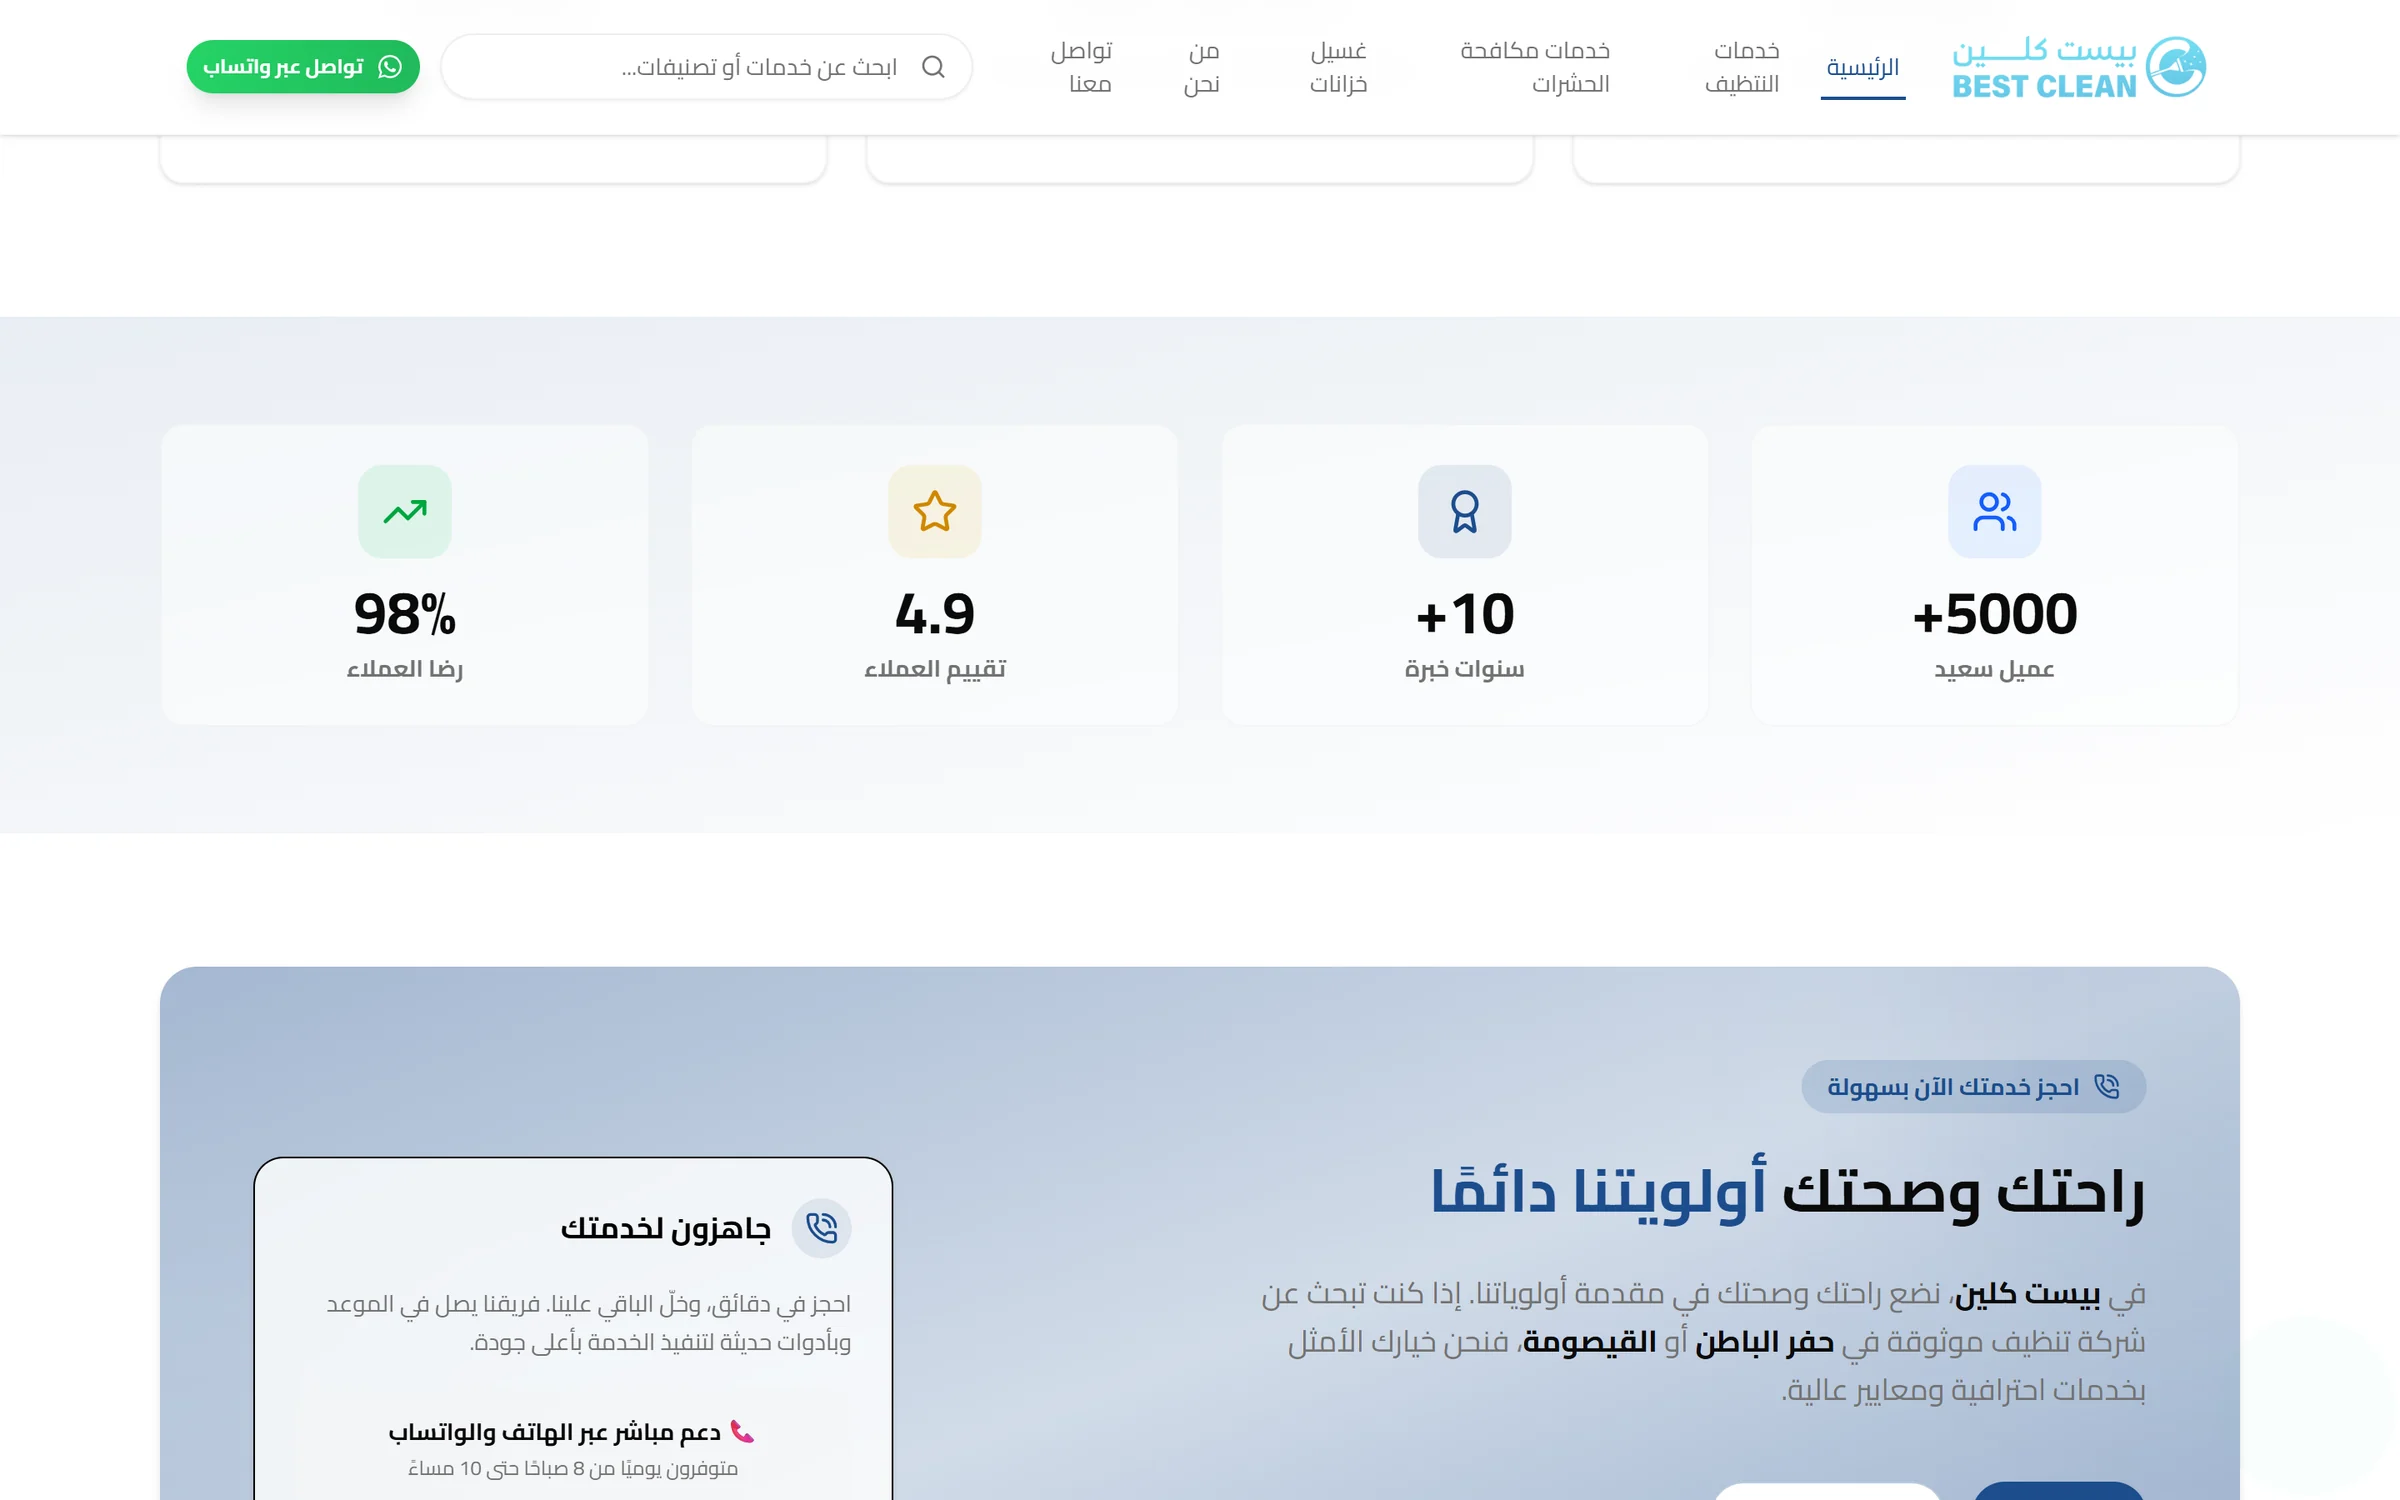 بيست كلـــين
BEST CLEAN
الرئيسية
خدمات
التنظيف
خدمات مكافحة
الحشرات
غسيل
خزانات
من
نحن
تواصل
معنا
ابحث عن خدمات أو تصنيفات...
تواصل عبر واتساب
+5000
عميل سعيد
+10
سنوات خبرة
4.9
تقييم العملاء
98%
رضا العملاء
احجز خدمتك الآن بسهولة
راحتك وصحتك أولويتنا دائمًا
في بيست كلين، نضع راحتك وصحتك في مقدمة أولوياتنا. إذا كنت تبحث عن
شركة تنظيف موثوقة في حفر الباطن أو القيصومة، فنحن خيارك الأمثل
بخدمات احترافية ومعايير عالية.
جاهزون لخدمتك
احجز في دقائق، وخلّ الباقي علينا. فريقنا يصل في الموعد
وبأدوات حديثة لتنفيذ الخدمة بأعلى جودة.
دعم مباشر عبر الهاتف والواتساب
متوفرون يوميًا من 8 صباحًا حتى 10 مساءً